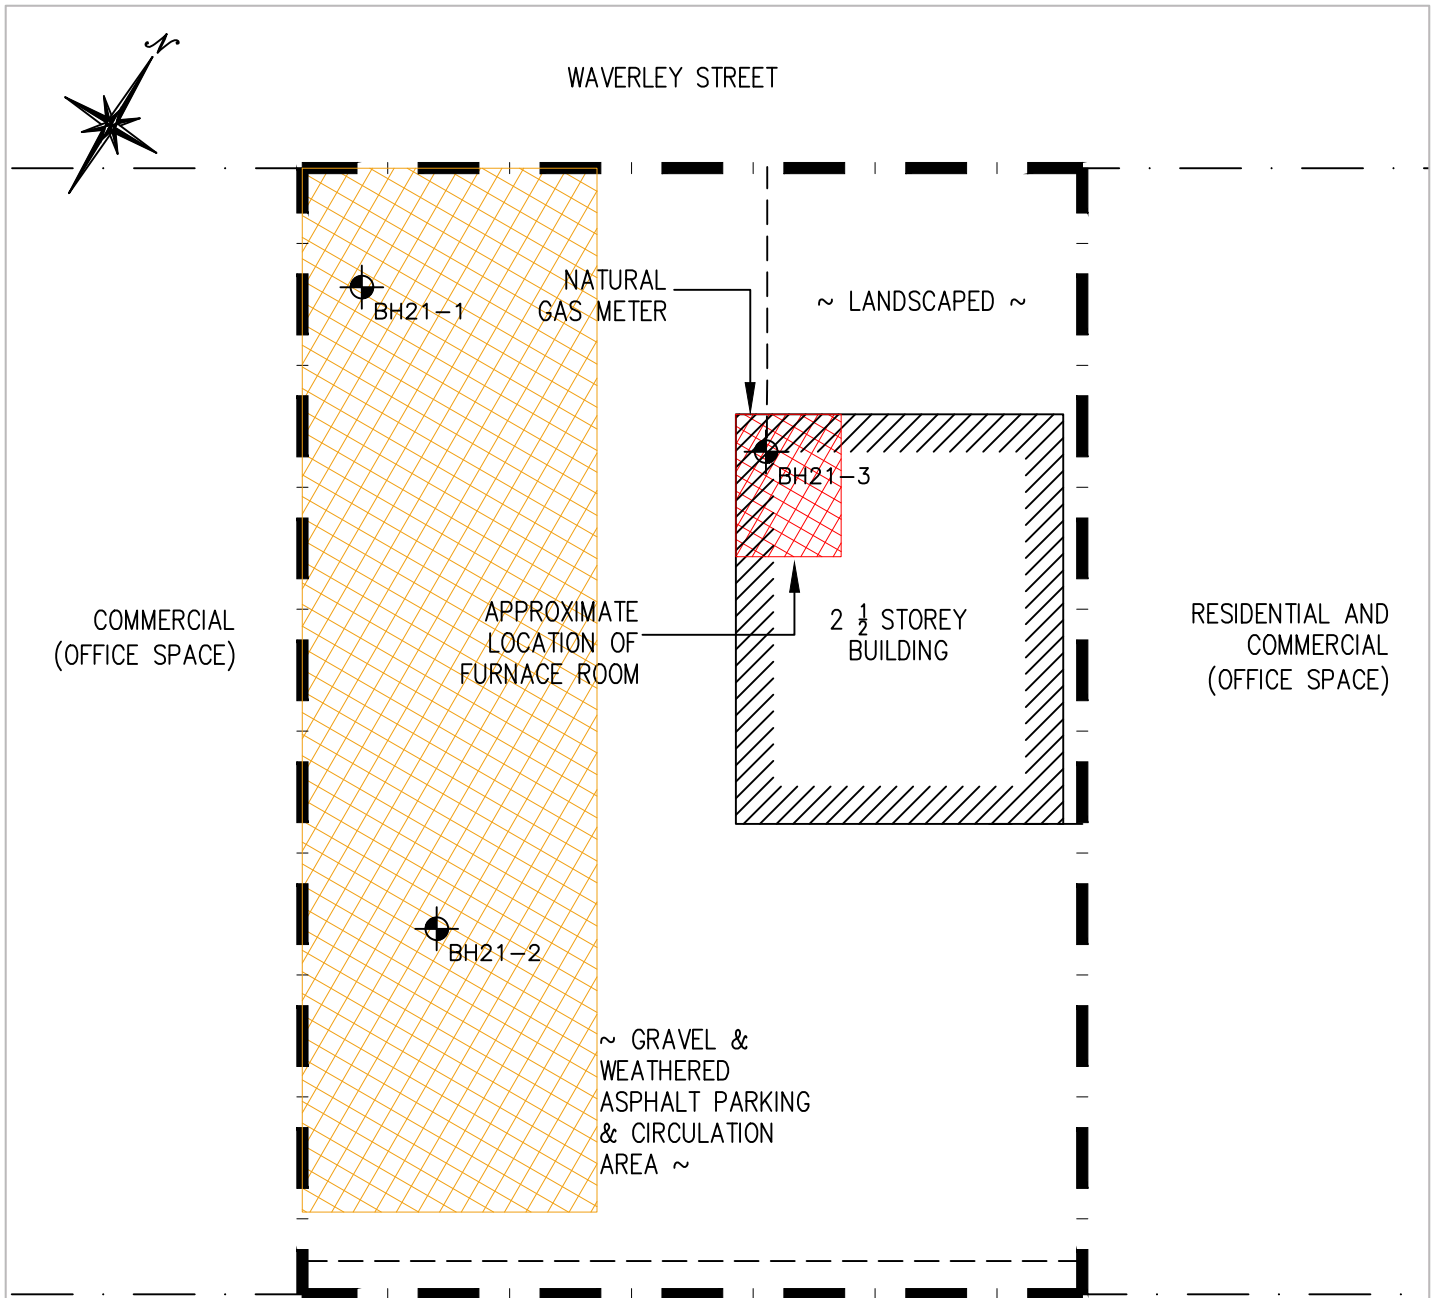 N
WAVERLEY STREET
NATURAL
GAS METER
~ LANDSCAPED ~
BH21-1
BH21-3
COMMERCIAL
(OFFICE SPACE)
APPROXIMATE
LOCATION OF
FURNACE ROOM
2 ½ STOREY
BUILDING
RESIDENTIAL AND
COMMERCIAL
(OFFICE SPACE)
BH21-2
~ GRAVEL &
WEATHERED
ASPHALT PARKING
& CIRCULATION
AREA ~